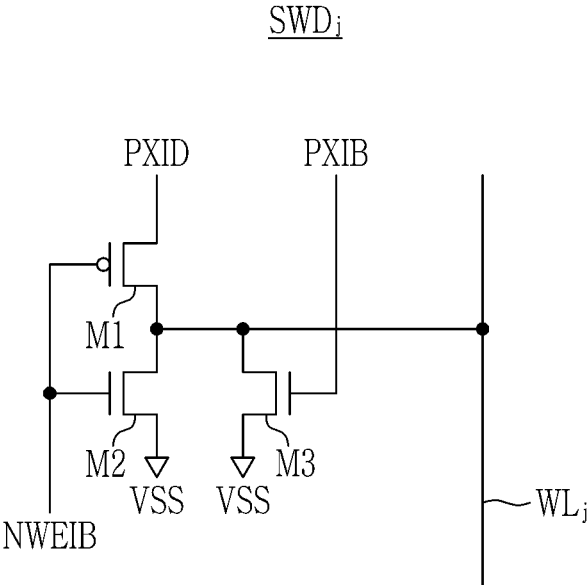 SWDj
PXID PXIB
M1
M2 M3
VSS VSS
WLj
NWEIB